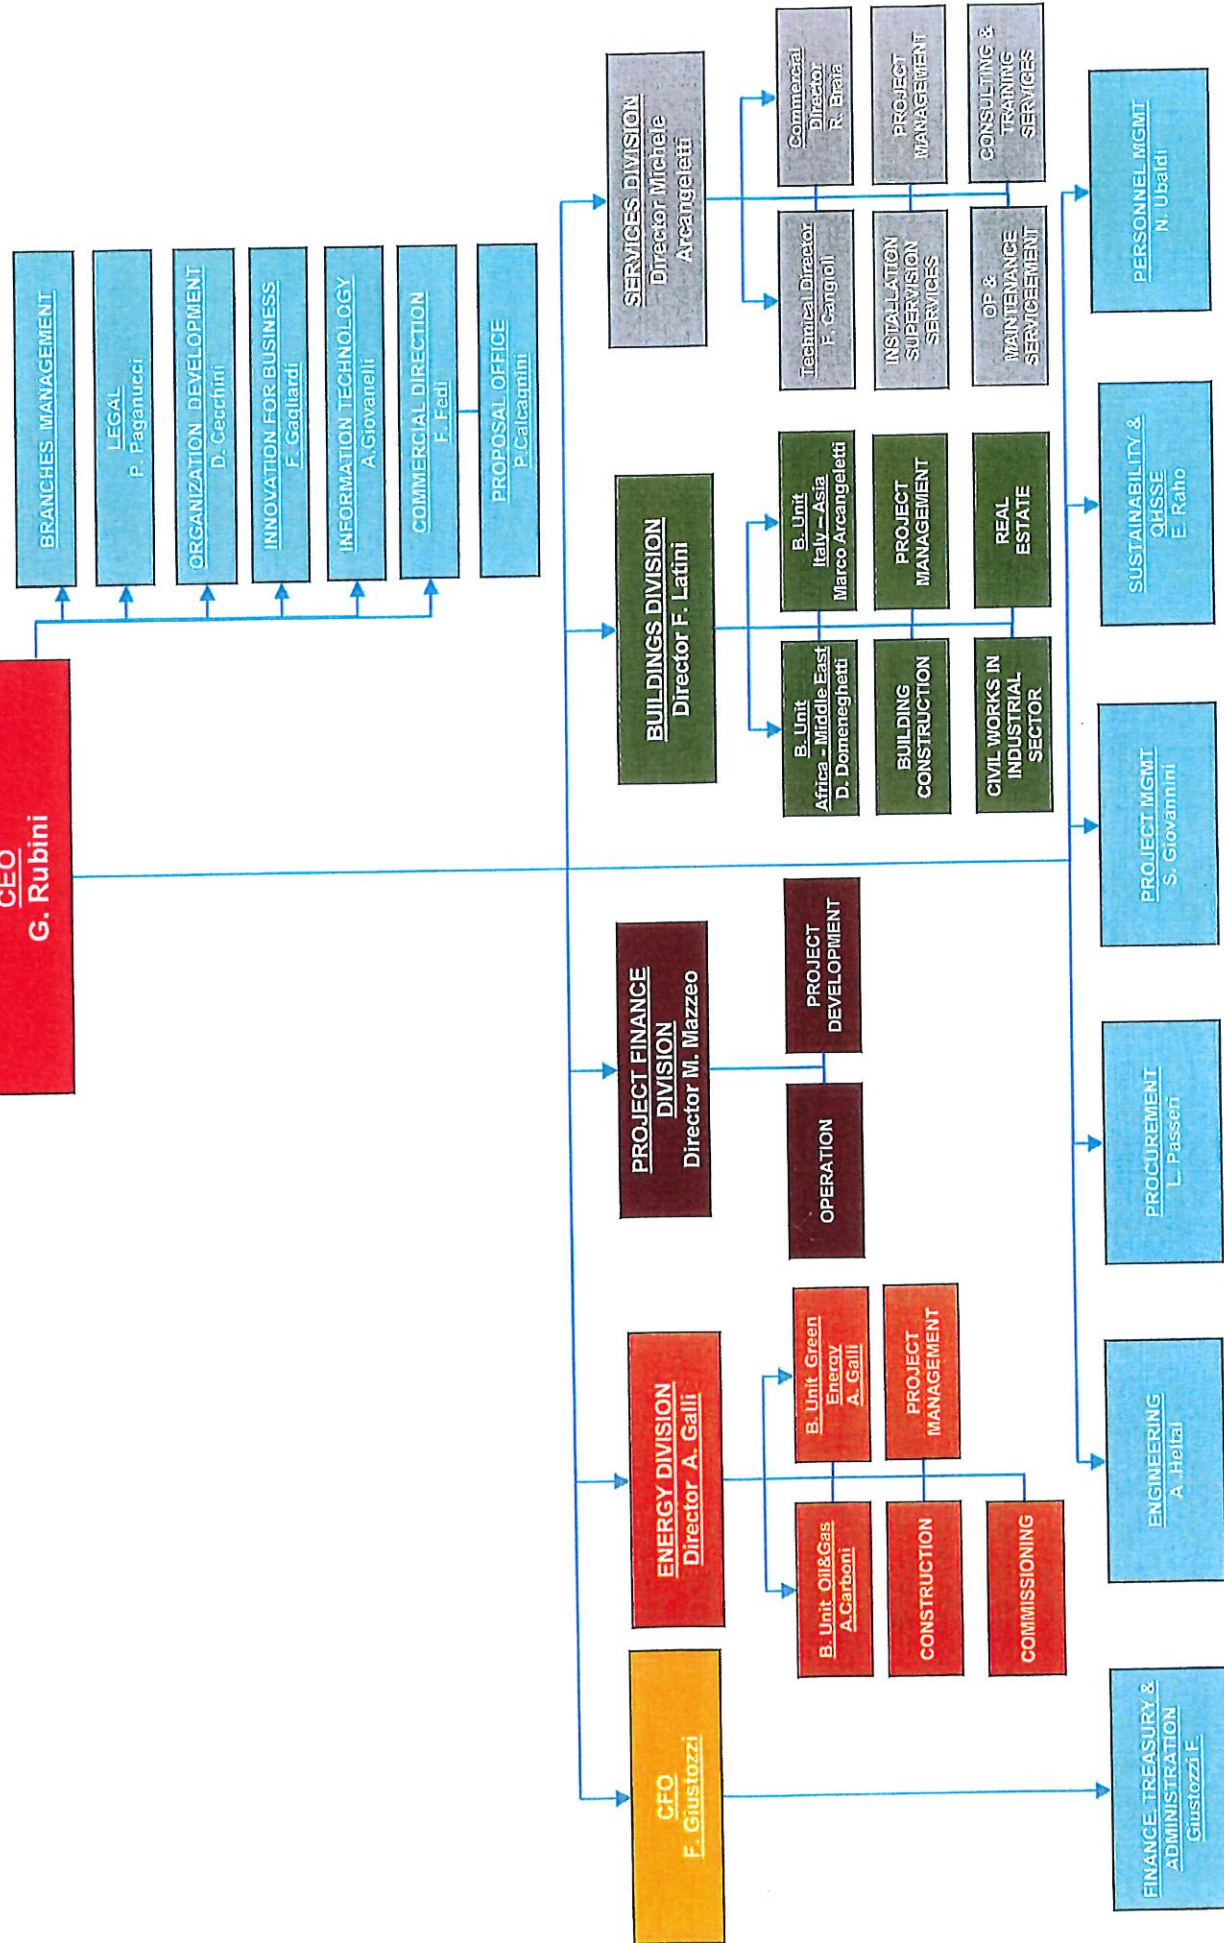 CEO
G. Rubini
BRANCHES MANAGEMENT
LEGAL
P. Paganucci
ORGANIZATION DEVELOPMENT
D. Cecchini
INNOVATION FOR BUSINESS
F. Gagliardi
INFORMATION TECHNOLOGY
A.Giovanelli
COMMERCIAL DIRECTION
F. Fedi
PROPOSAL OFFICE
P.Calcagnini
CFO
F. Giustozzi
ENERGY DIVISION
Director A. Galli
PROJECT FINANCE
DIVISION
Director M. Mazzeo
BUILDINGS DIVISION
Director F. Latini
SERVICES DIVISION
Director Michele
Arcangeletti
B. Unit Oil&Gas
A.Carboni
B. Unit Green
Energy
A. Galli
CONSTRUCTION
PROJECT
MANAGEMENT
COMMISSIONING
OPERATION
PROJECT
DEVELOPMENT
B. Unit
Africa - Middle East
D. Domeneghetti
B. Unit
Italy – Asia
Marco Arcangeletti
BUILDING
CONSTRUCTION
PROJECT
MANAGEMENT
CIVIL WORKS IN
INDUSTRIAL
SECTOR
REAL
ESTATE
Technical Director
F. Cangioli
Commercial
Director
R. Braia
INSTALLATION
SUPERVISION
SERVICES
PROJECT
MANAGEMENT
OP &
MAINTENANCE
SERVICEEMENT
CONSULTING &
TRAINING
SERVICES
FINANCE, TREASURY &
ADMINISTRATION
Giustozzi F.
ENGINEERING
A .Heltai
PROCUREMENT
L. Passeri
PROJECT MGMT
S. Giovannini
SUSTAINABILITY &
QHSSE
E. Raho
PERSONNEL MGMT
N. Ubaldi